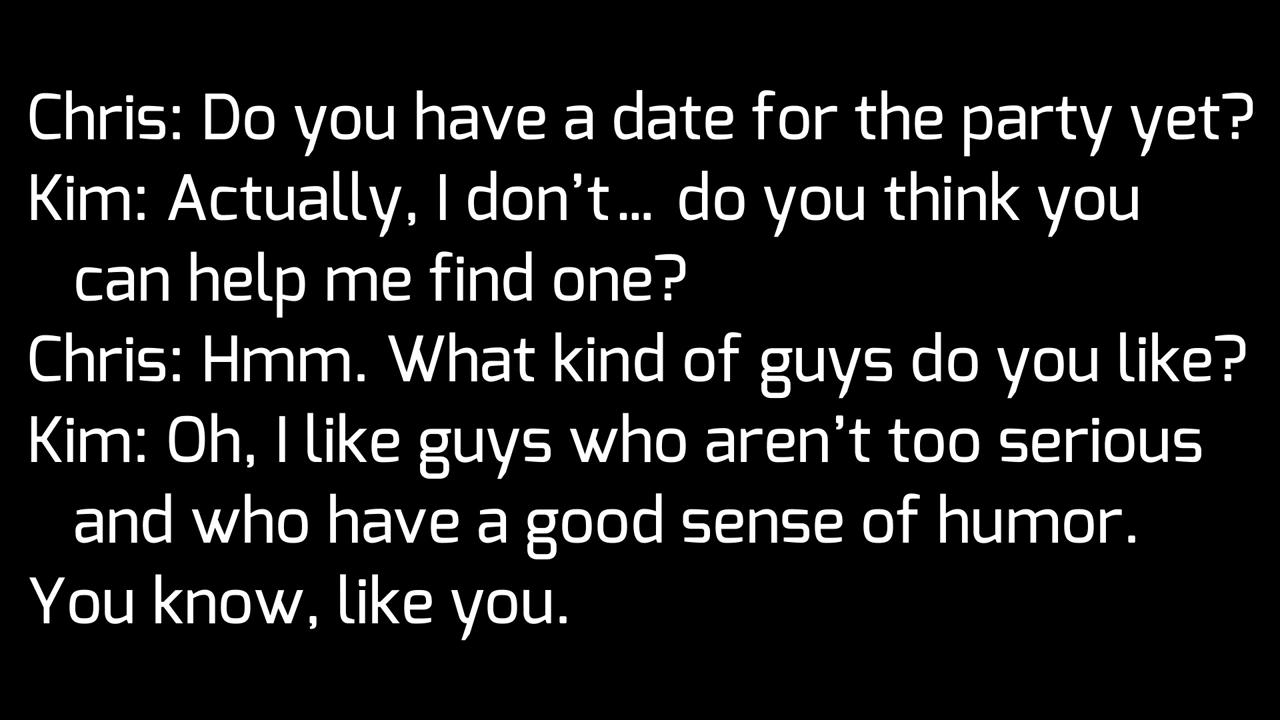 Chris: Do you have a date for the party yet?
Kim: Actually, I don’t… do you think you
can help me find one?
Chris: Hmm. What kind of guys do you like?
Kim: Oh, I like guys who aren’t too serious
and who have a good sense of humor.
You know, like you.